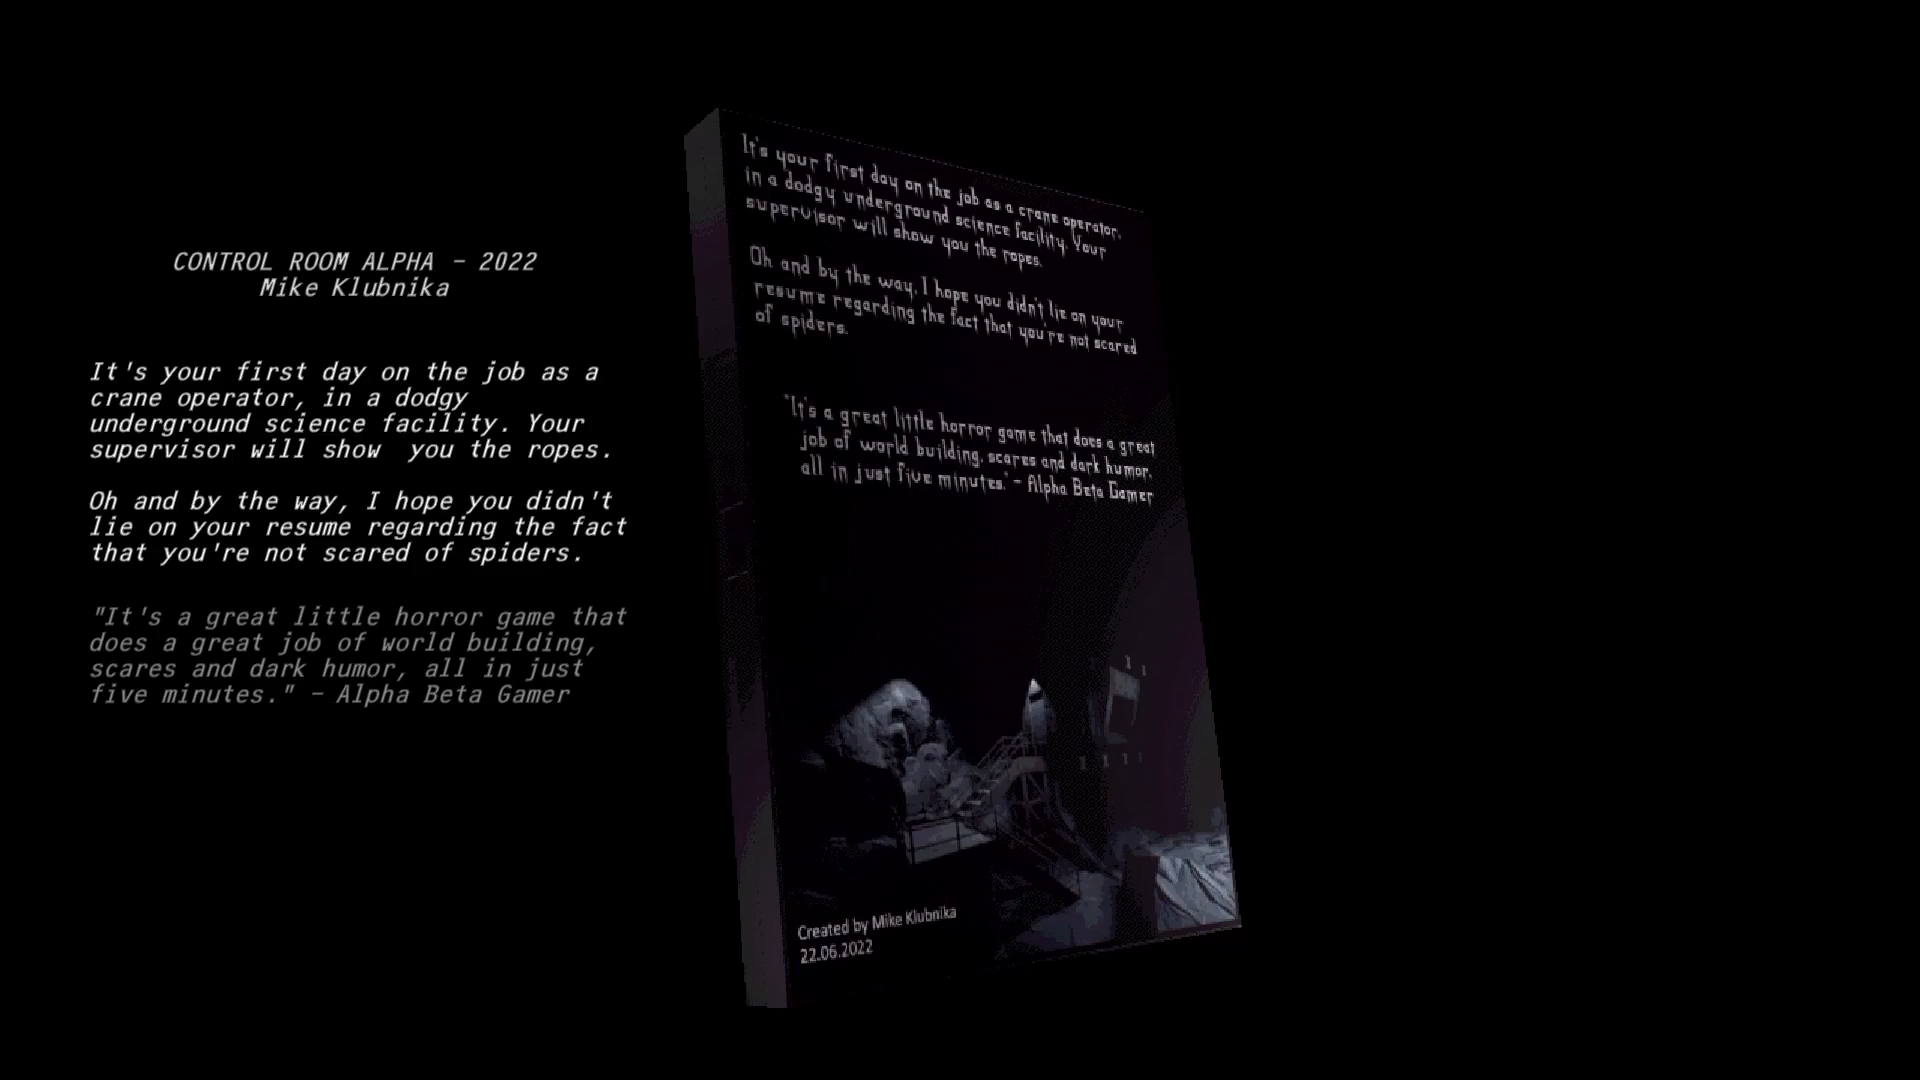 CONTROL ROOM ALPHA - 2022
Mike Klubnika
It's your first day on the job as a
crane operator, in a dodgy
underground science facility. Your
supervisor will show  you the ropes.
Oh and by the way, I hope you didn't
lie on your resume regarding the fact
that you're not scared of spiders.
"It's a great little horror game that
does a great job of world building,
scares and dark humor, all in just
five minutes." - Alpha Beta Gamer
It's your first day on the job as a crane operator,
in a dodgy underground science facility. Your
supervisor will show you the ropes.
Oh and by the way, I hope you didn't lie on your
resume regarding the fact that you're not scared
of spiders.
"It's a great little horror game that does a great
job of world building, scares and dark humor,
all in just five minutes." - Alpha Beta Gamer
Created by Mike Klubnika
22.06.2022